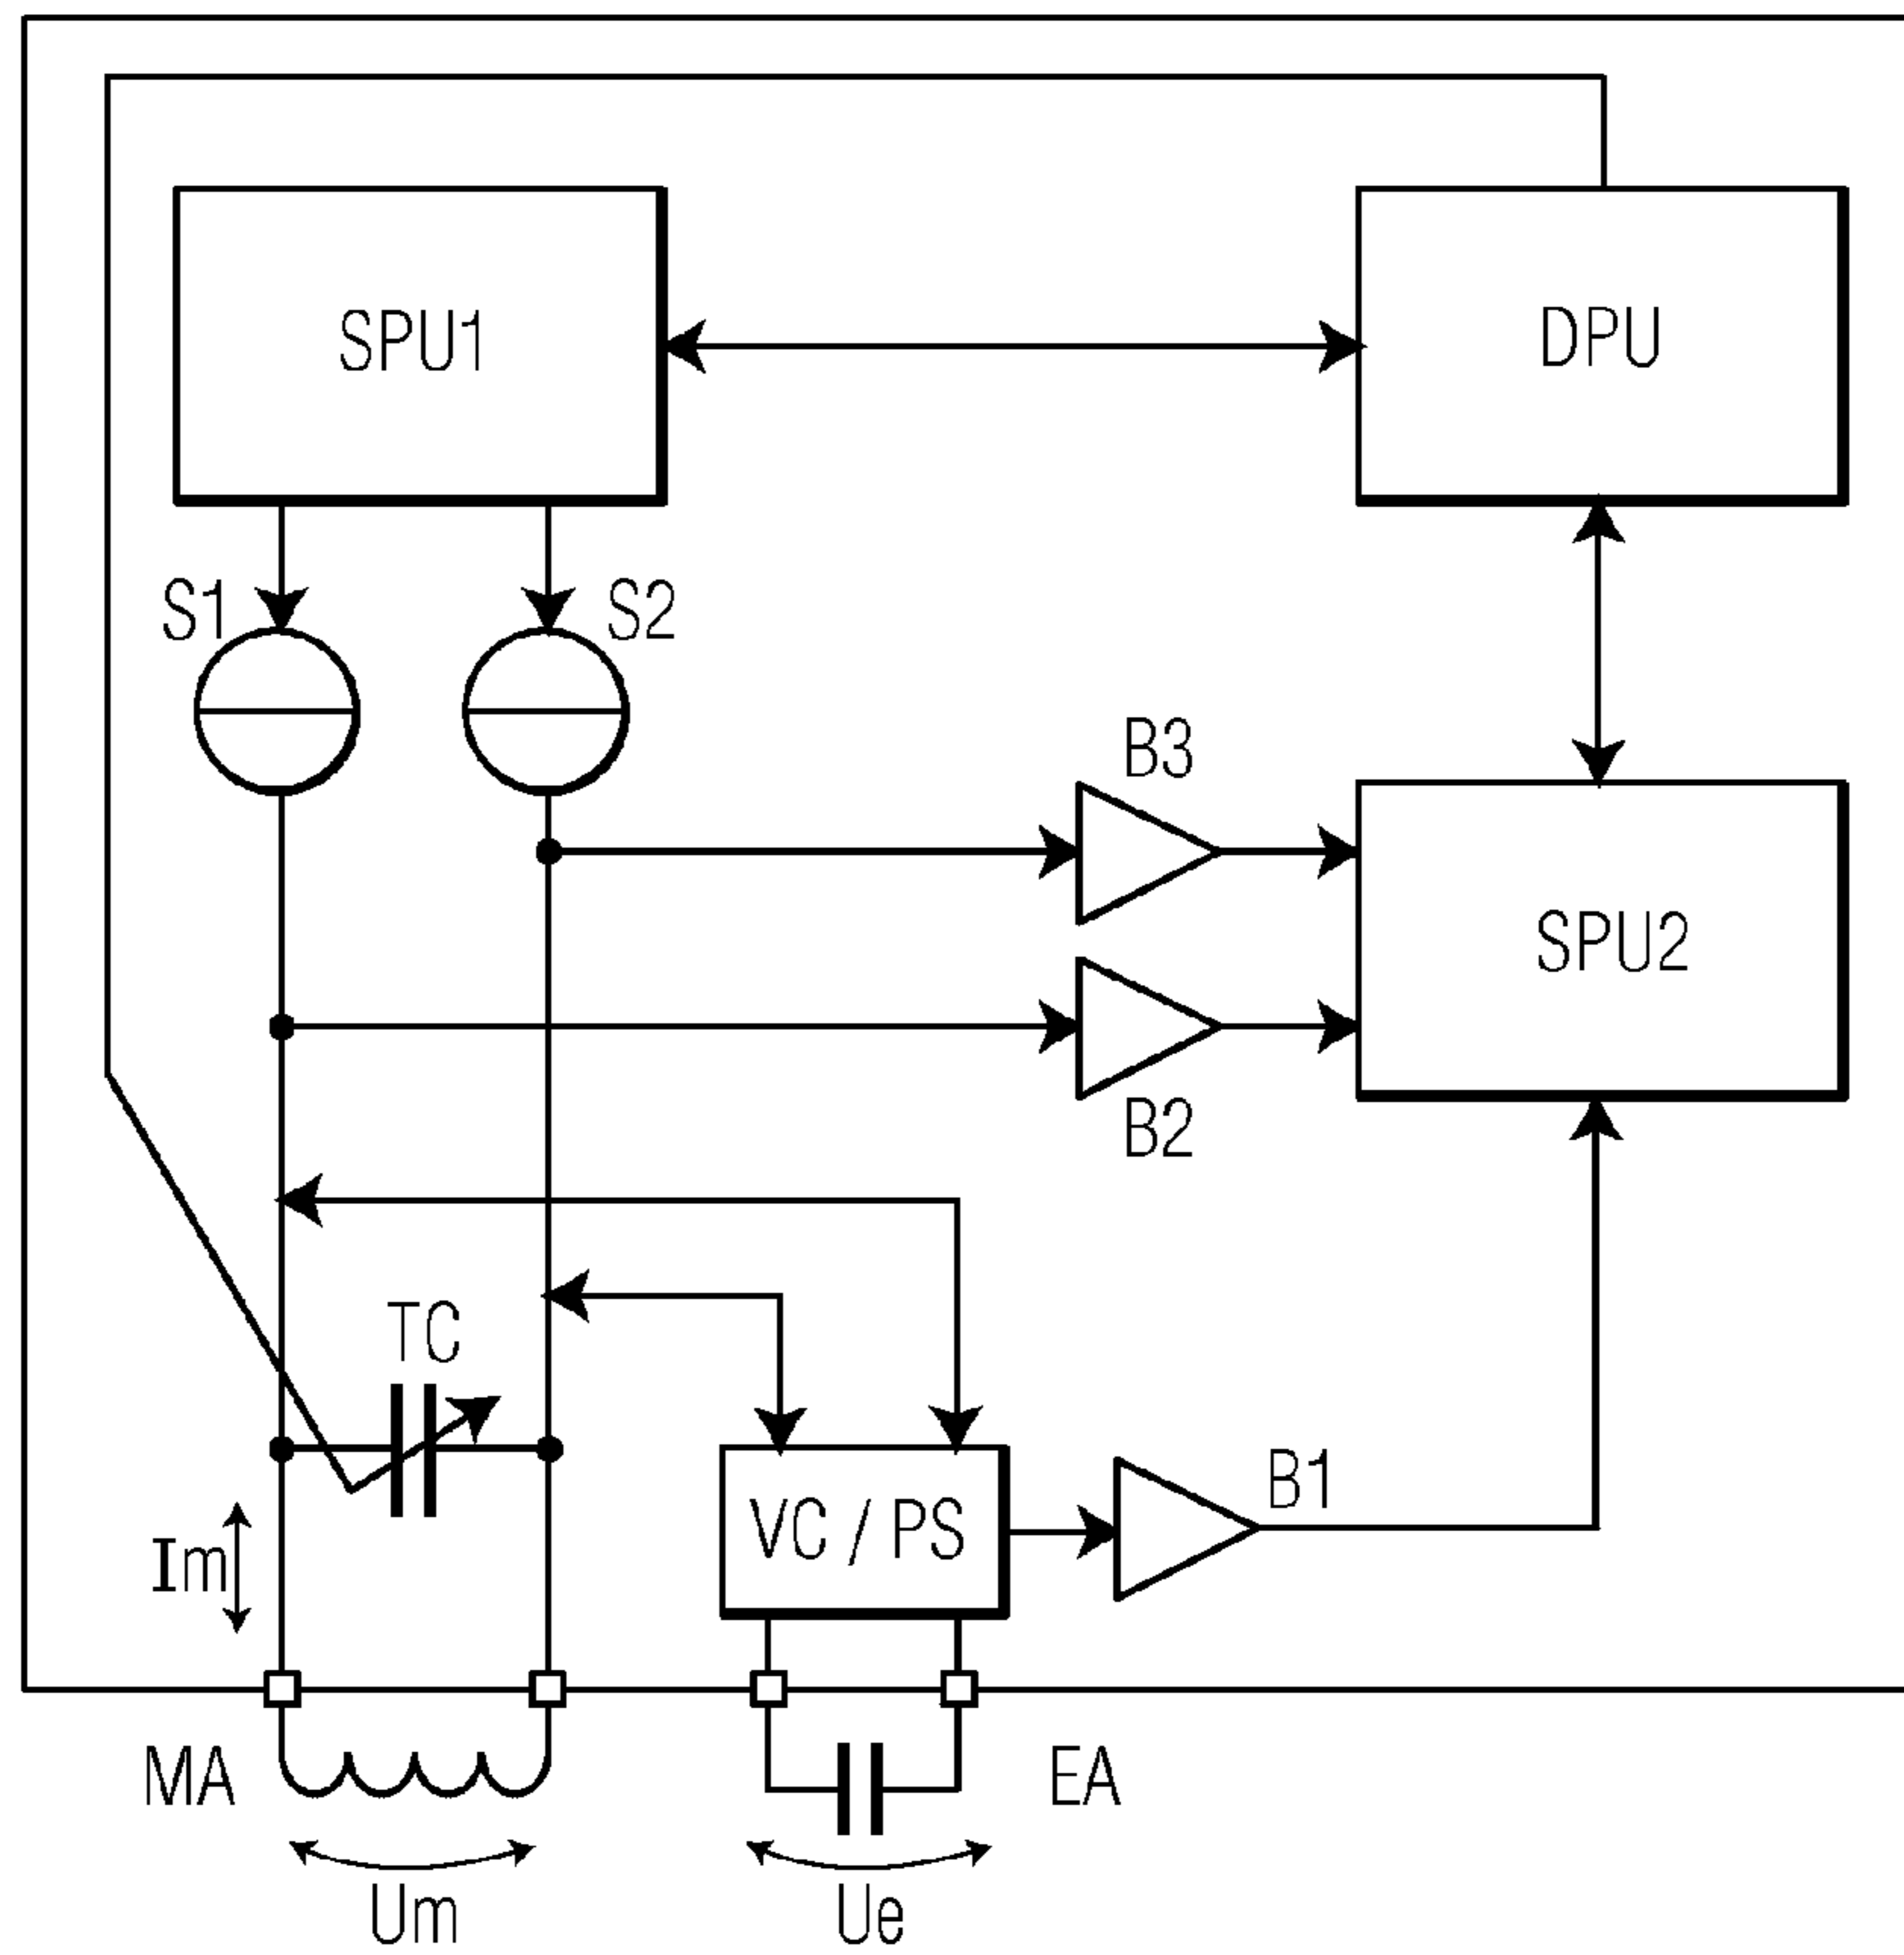 SPU1
DPU
S1
S2
B3
SPU2
B2
TC
VC / PS
B1
Im
MA
EA
Um
Ue